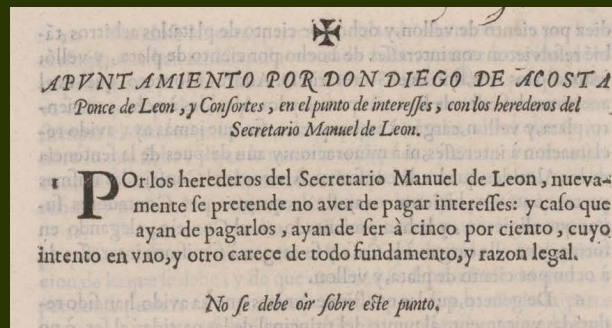 ✠
APVNTAMIENTO POR DON DIEGO DE ACOSTA
Ponce de Leon, y Consortes, en el punto de interesses, con los herederos del
Secretario Manuel de Leon.
POr los herederos del Secretario Manuel de Leon, nueva-
mente se pretende no aver de pagar interesses: y caso que
ayan de pagarlos, ayan de ser à cinco por ciento, cuyo
intento en vno, y otro carece de todo fundamento, y razon legal.
No se debe oir sobre este punto.